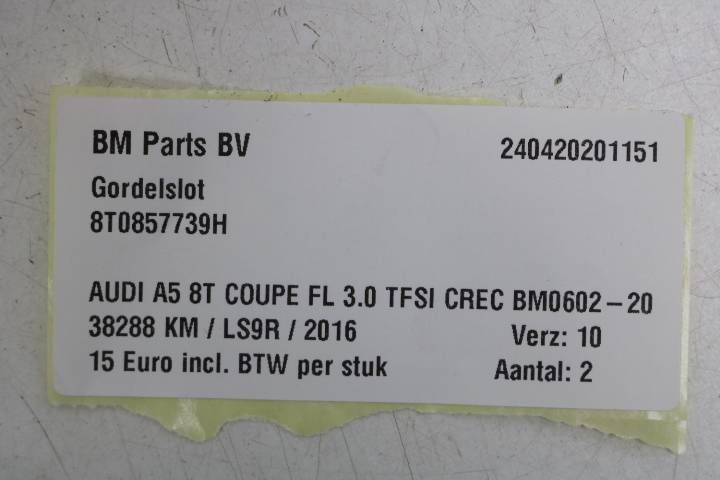 BM Parts BV 240420201151
Gordelslot
8T0857739H
AUDI A5 8T COUPE FL 3.0 TFSI CREC BM0602-20
38288 KM / LS9R / 2016 Verz: 10
15 Euro incl. BTW per stuk Aantal: 2